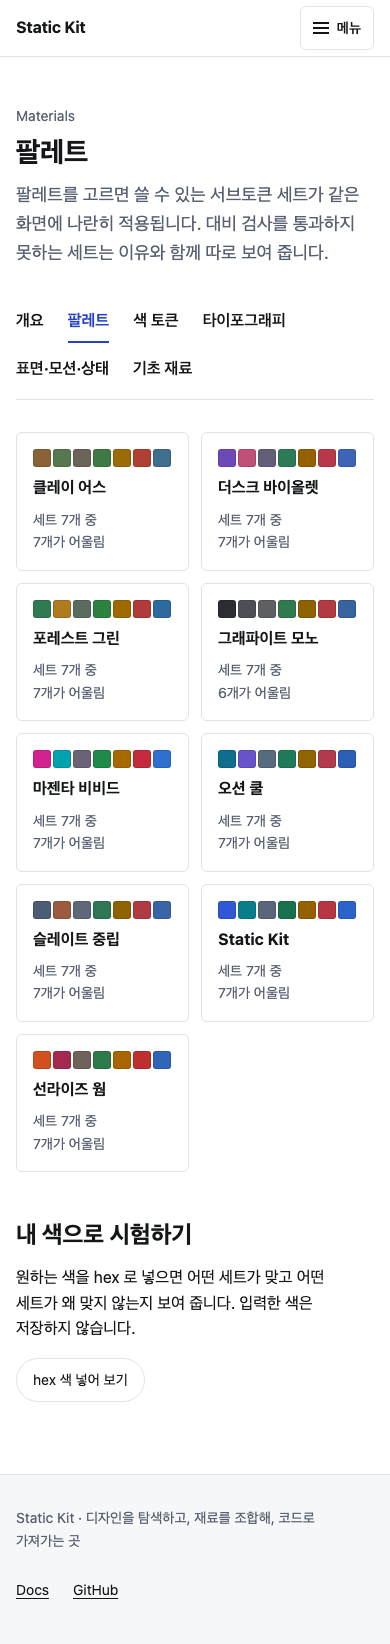 Static Kit
메뉴
Materials
팔레트
팔레트를 고르면 쓸 수 있는 서브토큰 세트가 같은
화면에 나란히 적용됩니다. 대비 검사를 통과하지
못하는 세트는 이유와 함께 따로 보여 줍니다.
개요 팔레트 색 토큰 타이포그래피
표면·모션·상태 기초 재료
클레이 어스
세트 7개 중
7개가 어울림
더스크 바이올렛
세트 7개 중
7개가 어울림
포레스트 그린
세트 7개 중
7개가 어울림
그래파이트 모노
세트 7개 중
6개가 어울림
마젠타 비비드
세트 7개 중
7개가 어울림
오션 쿨
세트 7개 중
7개가 어울림
슬레이트 중립
세트 7개 중
7개가 어울림
Static Kit
세트 7개 중
7개가 어울림
선라이즈 웜
세트 7개 중
7개가 어울림
내 색으로 시험하기
원하는 색을 hex 로 넣으면 어떤 세트가 맞고 어떤
세트가 왜 맞지 않는지 보여 줍니다. 입력한 색은
저장하지 않습니다.
hex 색 넣어 보기
Static Kit · 디자인을 탐색하고, 재료를 조합해, 코드로
가져가는 곳
Docs GitHub